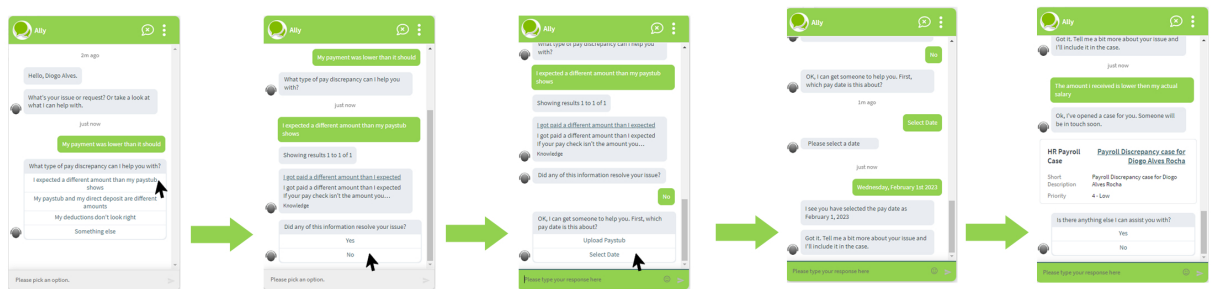 Ally
2m ago
Hello, Diogo Alves.
What's your issue or request? Or take a look at
what I can help with.
just now
My payment was lower than it should
What type of pay discrepancy can I help you with?
I expected a different amount than my paystub
shows
My paystub and my direct deposit are different
amounts
My deductions don't look right
Something else
Please pick an option.
Ally
My payment was lower than it should
What type of pay discrepancy can I help you
with?
just now
I expected a different amount than my paystub
shows
Showing results 1 to 1 of 1
I got paid a different amount than I expected
I got paid a different amount than I expected
If your pay check isn't the amount you...
Knowledge
Did any of this information resolve your issue?
Yes
No
Please pick an option.
Ally
What type of pay discrepancy can I help you
with?
I expected a different amount than my paystub
shows
Showing results 1 to 1 of 1
I got paid a different amount than I expected
I got paid a different amount than I expected
If your pay check isn't the amount you...
Knowledge
Did any of this information resolve your issue?
No
OK, I can get someone to help you. First, which
pay date is this about?
Upload Paystub
Select Date
Please type your response here
Ally
No
OK, I can get someone to help you. First,
which pay date is this about?
1m ago
Select Date
Please select a date
just now
Wednesday, February 1st 2023
I see you have selected the pay date as
February 1, 2023
Got it. Tell me a bit more about your issue and
I'll include it in the case.
Please type your response here
Ally
Got it. Tell me a bit more about your issue and
I'll include it in the case.
just now
The amount I received is lower then my actual
salary
Ok, I've opened a case for you. Someone will
be in touch soon.
HR Payroll
Case
Payroll Discrepancy case for
Diogo Alves Rocha
Short
Description
Payroll Discrepancy case for Diogo
Alves Rocha
Priority
4 - Low
Is there anything else I can assist you with?
Yes
No
Please type your response here